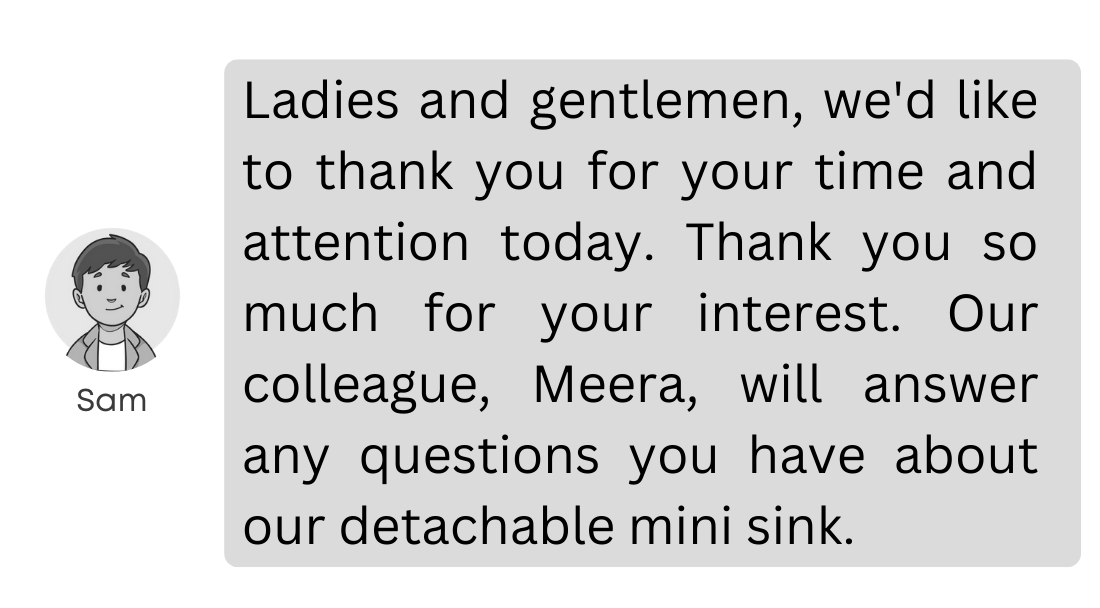 Ladies and gentlemen, we'd like
to thank you for your time and
attention today. Thank you so
much for your interest. Our
colleague, Meera, will answer
any questions you have about
our detachable mini sink.
Sam